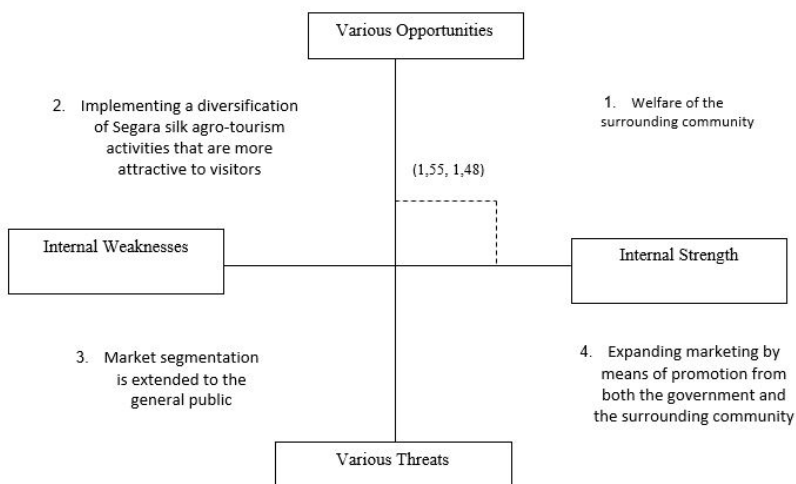 Various Opportunities
2. Implementing a diversification
of Segara silk agro-tourism
activities that are more
attractive to visitors
1. Welfare of the
surrounding community
(1,55, 1,48)
Internal Weaknesses
Internal Strength
3. Market segmentation
is extended to the
general public
4. Expanding marketing by
means of promotion from
both the government and
the surrounding community
Various Threats